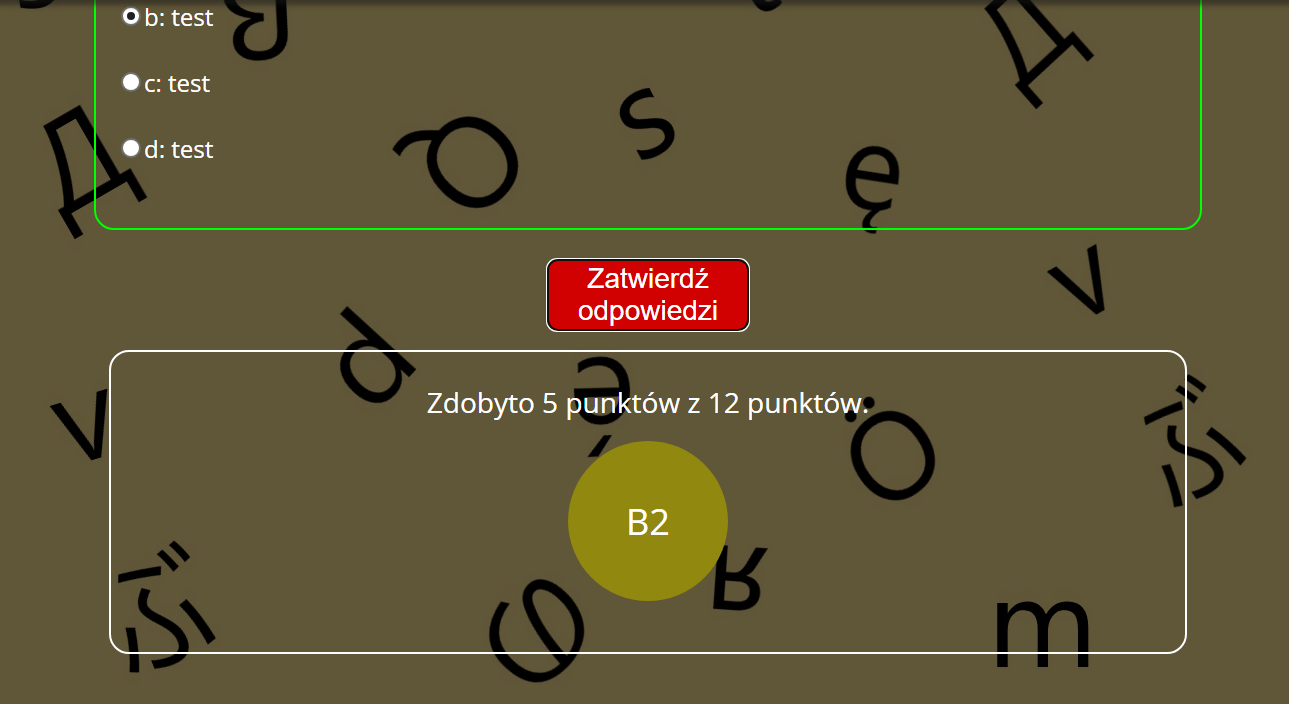 b: test
c: test
d: test
Zatwierdź
odpowiedzi
Zdobyto 5 punktów z 12 punktów.
B2